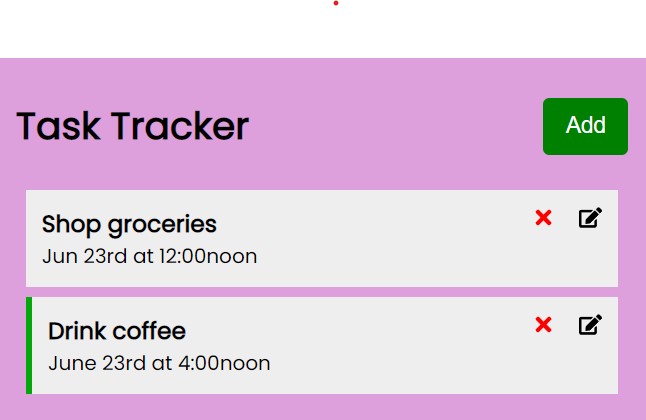 Task Tracker
Add
Shop groceries
Jun 23rd at 12:00noon
Drink coffee
June 23rd at 4:00noon